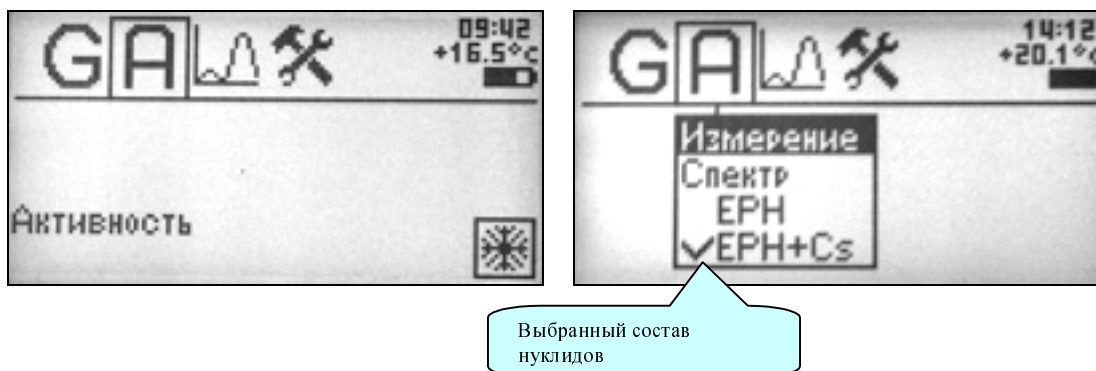 GA
09:42
+16.5°c
Активность
GA
14:12
+20.1°c
Измерение
Спектр
ЕРН
ЕРН+Cs
Выбранный состав
нуклидов